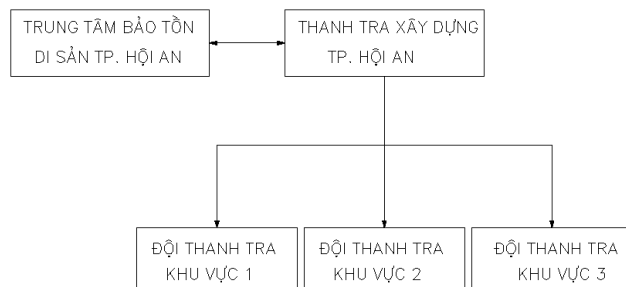 TRUNG TÂM BẢO TỒN
DI SẢN TP. HỘI AN
THANH TRA XÂY DỰNG
TP. HỘI AN
ĐỘI THANH TRA
KHU VỰC 1
ĐỘI THANH TRA
KHU VỰC 2
ĐỘI THANH TRA
KHU VỰC 3